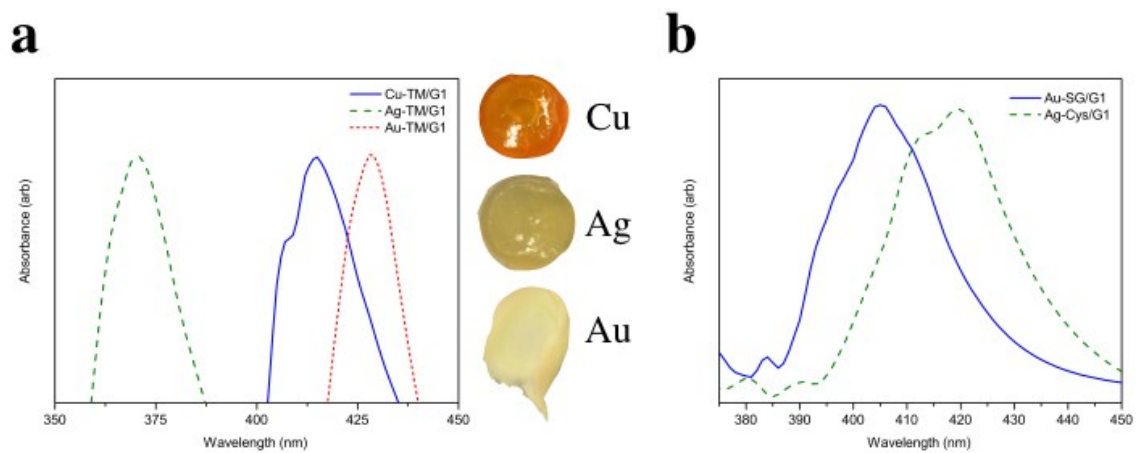 a
Cu-TM/G1
Ag-TM/G1
Au-TM/G1
Absorbance (arb)
350 375 400 425 450
Wavelength (nm)
Cu
Ag
Au
b
Au-SG/G1
Ag-Cys/G1
Absorbance (arb)
380 390 400 410 420 430 440 450
Wavelength (nm)